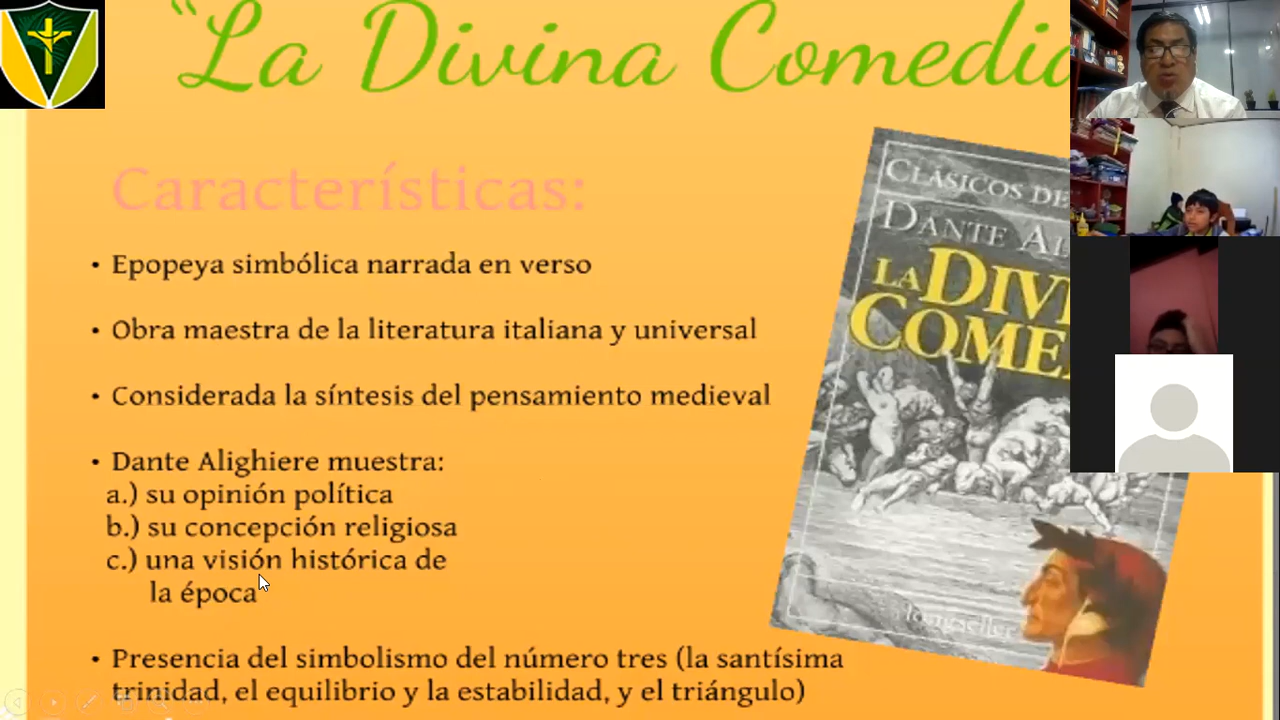 “La Divina Comedia
Características:
• Epopeya simbólica narrada en verso
• Obra maestra de la literatura italiana y universal
• Considerada la síntesis del pensamiento medieval
• Dante Alighiere muestra:
a.) su opinión política
b.) su concepción religiosa
c.) una visión histórica de
la época
• Presencia del simbolismo del número tres (la santísima
trinidad, el equilibrio y la estabilidad, y el triángulo)
CLÁSICOS DE
DANTE AL
LA DIVI
COME
longseller